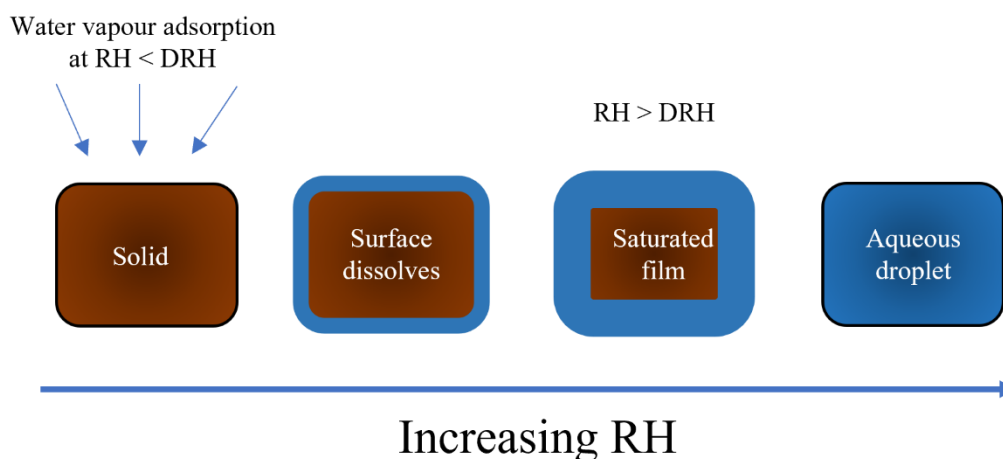 Water vapour adsorption
at RH < DRH
RH > DRH
Solid
Surface
dissolves
Saturated
film
Aqueous
droplet
Increasing RH